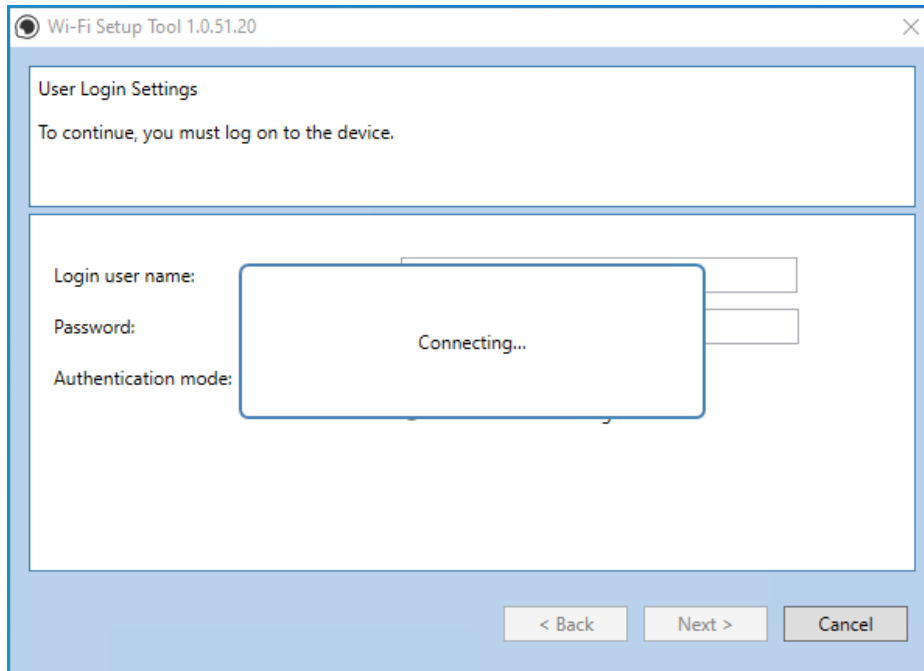 Wi-Fi Setup Tool 1.0.51.20
User Login Settings
To continue, you must log on to the device.
Login user name:
Password:
Connecting...
Authentication mode:
< Back
Next >
Cancel